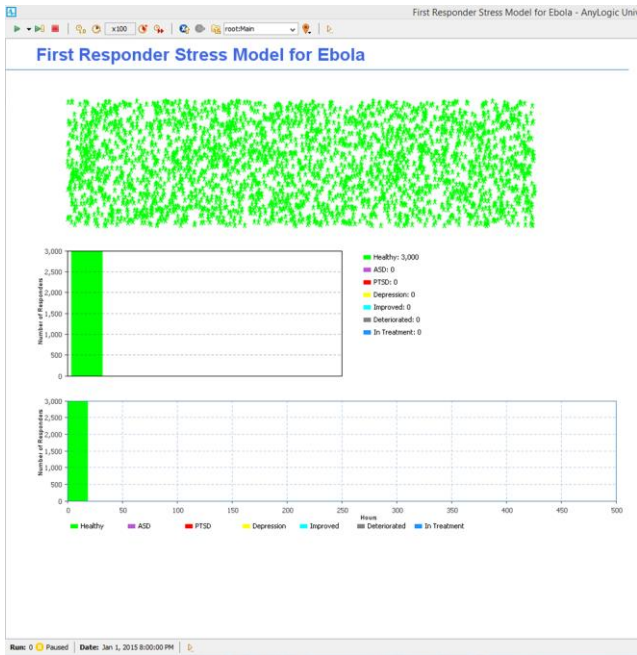 First Responder Stress Model for Ebola - AnyLogic Univ
x100 root:Main
First Responder Stress Model for Ebola
3,000
2,500
2,000
1,500
1,000
500
0
Number of Responders
Healthy: 3,000
ASD: 0
PTSD: 0
Depression: 0
Improved: 0
Deteriorated: 0
In Treatment: 0
3,000
2,500
2,000
1,500
1,000
500
0
Number of Responders
0 50 100 150 200 250 300 350 400 450 500
Hours
Healthy ASD PTSD Depression Improved Deteriorated In Treatment
Run: 0 Paused Date: Jan 1, 2015 8:00:00 PM